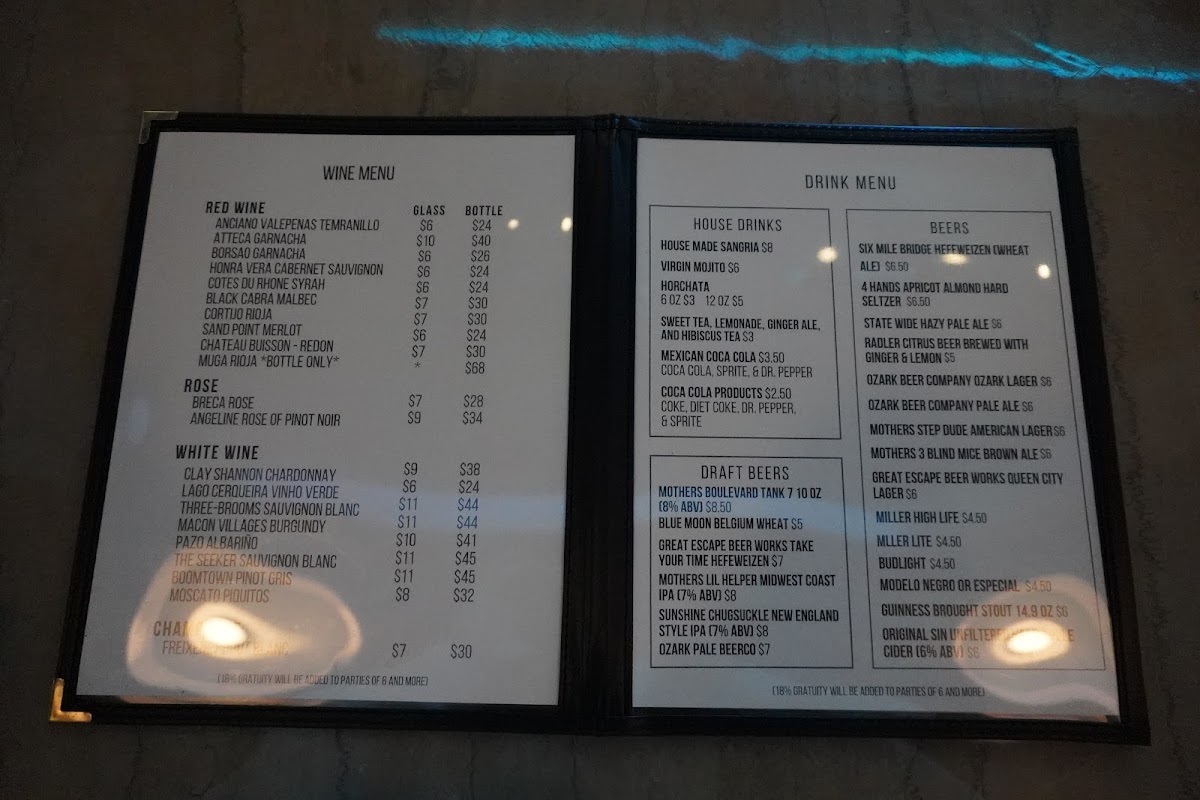 WINE MENU
RED WINE GLASS BOTTLE
ANCIANO VALEPENAS TEMRANILLO $6 $24
ATTECA GARNACHA $10 $40
BORSAO GARNACHA $6 $26
HONRA VERA CABERNET SAUVIGNON $6 $24
COTES DU RHONE SYRAH $6 $24
BLACK CABRA MALBEC $7 $30
CORTIJO RIOJA $7 $30
SAND POINT MERLOT $6 $24
CHATEAU BUISSON - REDON $7 $30
MUGA RIOJA *BOTTLE ONLY* * $68
ROSE
BRECA ROSE $7 $28
ANGELINE ROSE OF PINOT NOIR $9 $34
WHITE WINE
CLAY SHANNON CHARDONNAY $9 $38
LAGO CERQUEIRA VINHO VERDE $6 $24
THREE-BROOMS SAUVIGNON BLANC $11 $44
MACON VILLAGES BURGUNDY $11 $44
PAZO ALBARIÑO $10 $41
THE SEEKER SAUVIGNON BLANC $11 $45
BOOMTOWN PINOT GRIS $11 $45
MOSCATO PIQUITOS $8 $32
BLANC $7 $30
(18% GRATUITY WILL BE ADDED TO PARTIES OF 6 AND MORE)
DRINK MENU
HOUSE DRINKS
HOUSE MADE SANGRIA $8
VIRGIN MOJITO $6
HORCHATA
6 OZ $3 12 OZ $5
SWEET TEA, LEMONADE, GINGER ALE,
AND HIBISCUS TEA $3
MEXICAN COCA COLA $3.50
COCA COLA, SPRITE, & DR. PEPPER
COCA COLA PRODUCTS $2.50
COKE, DIET COKE, DR. PEPPER,
& SPRITE
DRAFT BEERS
MOTHERS BOULEVARD TANK 7 10 OZ
(8% ABV) $8.50
BLUE MOON BELGIUM WHEAT $5
GREAT ESCAPE BEER WORKS TAKE
YOUR TIME HEFEWEIZEN $7
MOTHERS LIL HELPER MIDWEST COAST
IPA (7% ABV) $8
SUNSHINE CHUGSUCKLE NEW ENGLAND
STYLE IPA (7% ABV) $8
OZARK PALE BEERCO $7
BEERS
SIX MILE BRIDGE HEFEWEIZEN (WHEAT
ALE) $6.50
4 HANDS APRICOT ALMOND HARD
SELTZER $6.50
STATE WIDE HAZY PALE ALE $6
RADLER CITRUS BEER BREWED WITH
GINGER & LEMON $5
OZARK BEER COMPANY OZARK LAGER $6
OZARK BEER COMPANY PALE ALE $6
MOTHERS STEP DUDE AMERICAN LAGER $6
MOTHERS 3 BLIND MICE BROWN ALE $6
GREAT ESCAPE BEER WORKS QUEEN CITY
LAGER $6
MILLER HIGH LIFE $4.50
MLLER LITE $4.50
BUDLIGHT $4.50
MODELO NEGRO OR ESPECIAL $4.50
GUINNESS BROUGHT STOUT 14.9 OZ $6
ORIGINAL SIN
CIDER (6% ABV) $6
(18% GRATUITY WILL BE ADDED TO PARTIES OF 6 AND MORE)